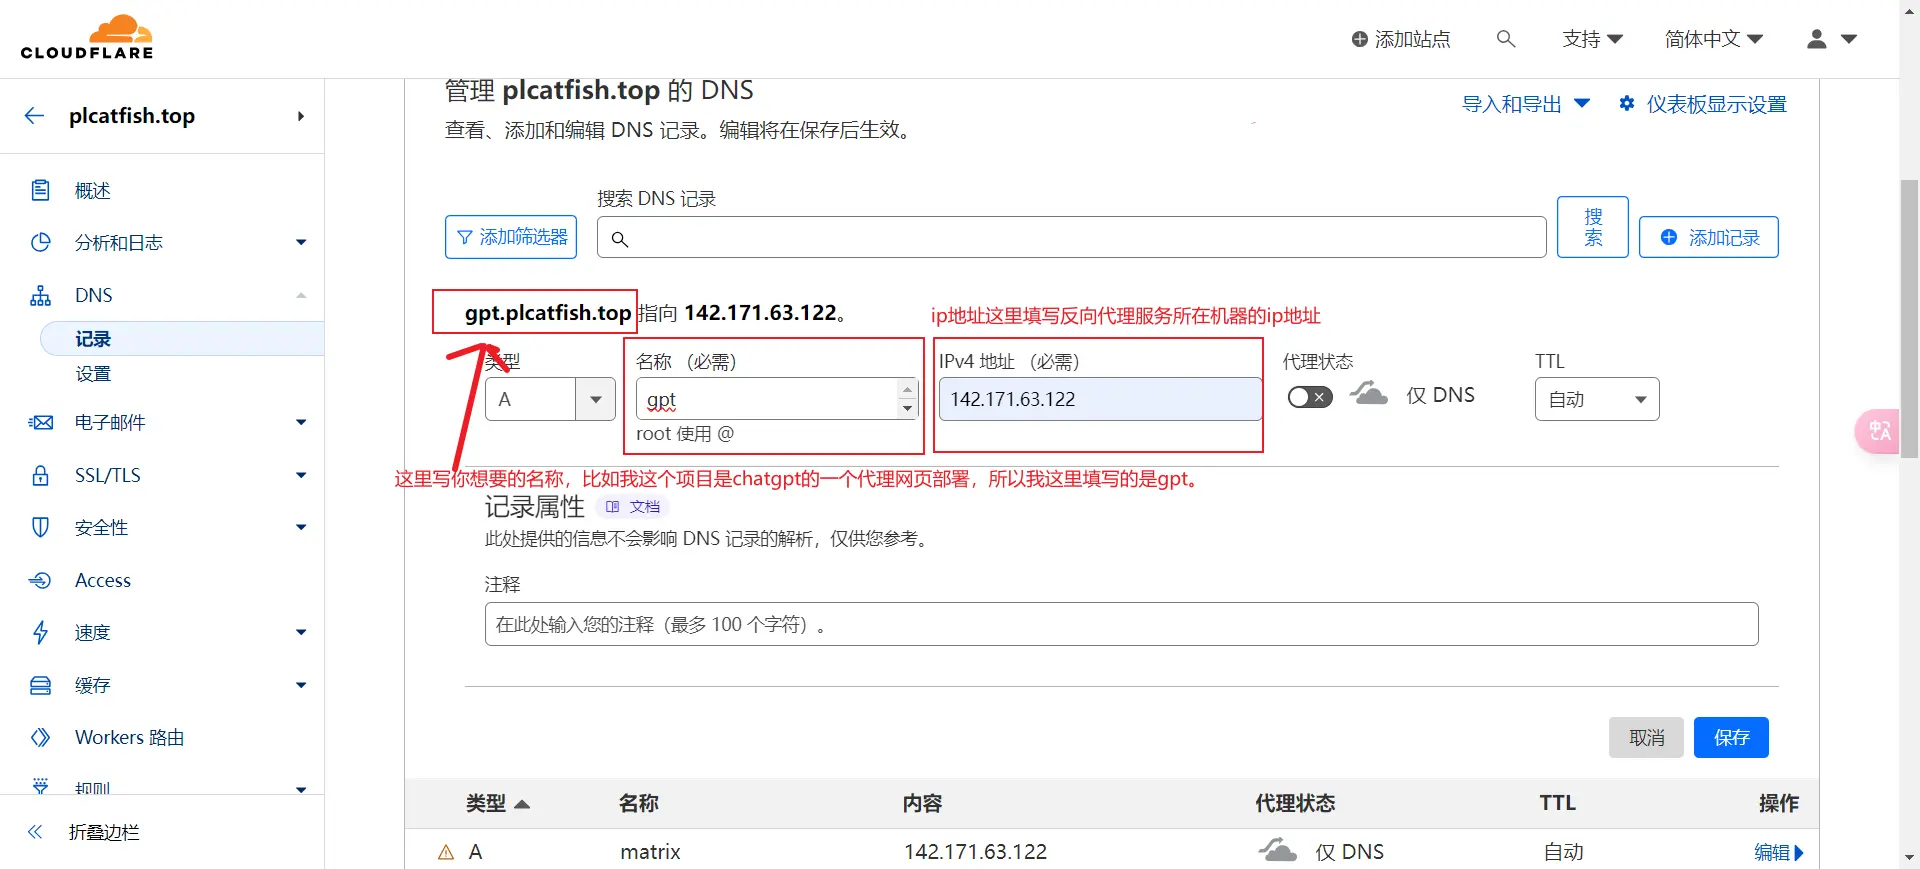 CLOUDFLARE
添加站点
支持
简体中文
plcatfish.top
概述
分析和日志
DNS
记录
设置
电子邮件
SSL/TLS
安全性
Access
速度
缓存
Workers 路由
规则
折叠边栏
管理 plcatfish.top 的 DNS
查看、添加和编辑 DNS 记录。编辑将在保存后生效。
导入和导出
仪表板显示设置
搜索 DNS 记录
添加筛选器
搜索
添加记录
gpt.plcatfish.top 指向 142.171.63.122。
ip地址这里填写反向代理服务所在机器的ip地址
类型
名称 （必需）
IPv4 地址 （必需）
代理状态
TTL
A
gpt
142.171.63.122
仅 DNS
自动
root 使用 @
这里写你想要的名称，比如我这个项目是chatgpt的一个代理网页部署，所以我这里填写的是gpt。
记录属性
文档
此处提供的信息不会影响 DNS 记录的解析，仅供您参考。
注释
在此处输入您的注释（最多 100 个字符）。
取消
保存
类型 名称 内容 代理状态 TTL 操作
A matrix 142.171.63.122 仅 DNS 自动 编辑